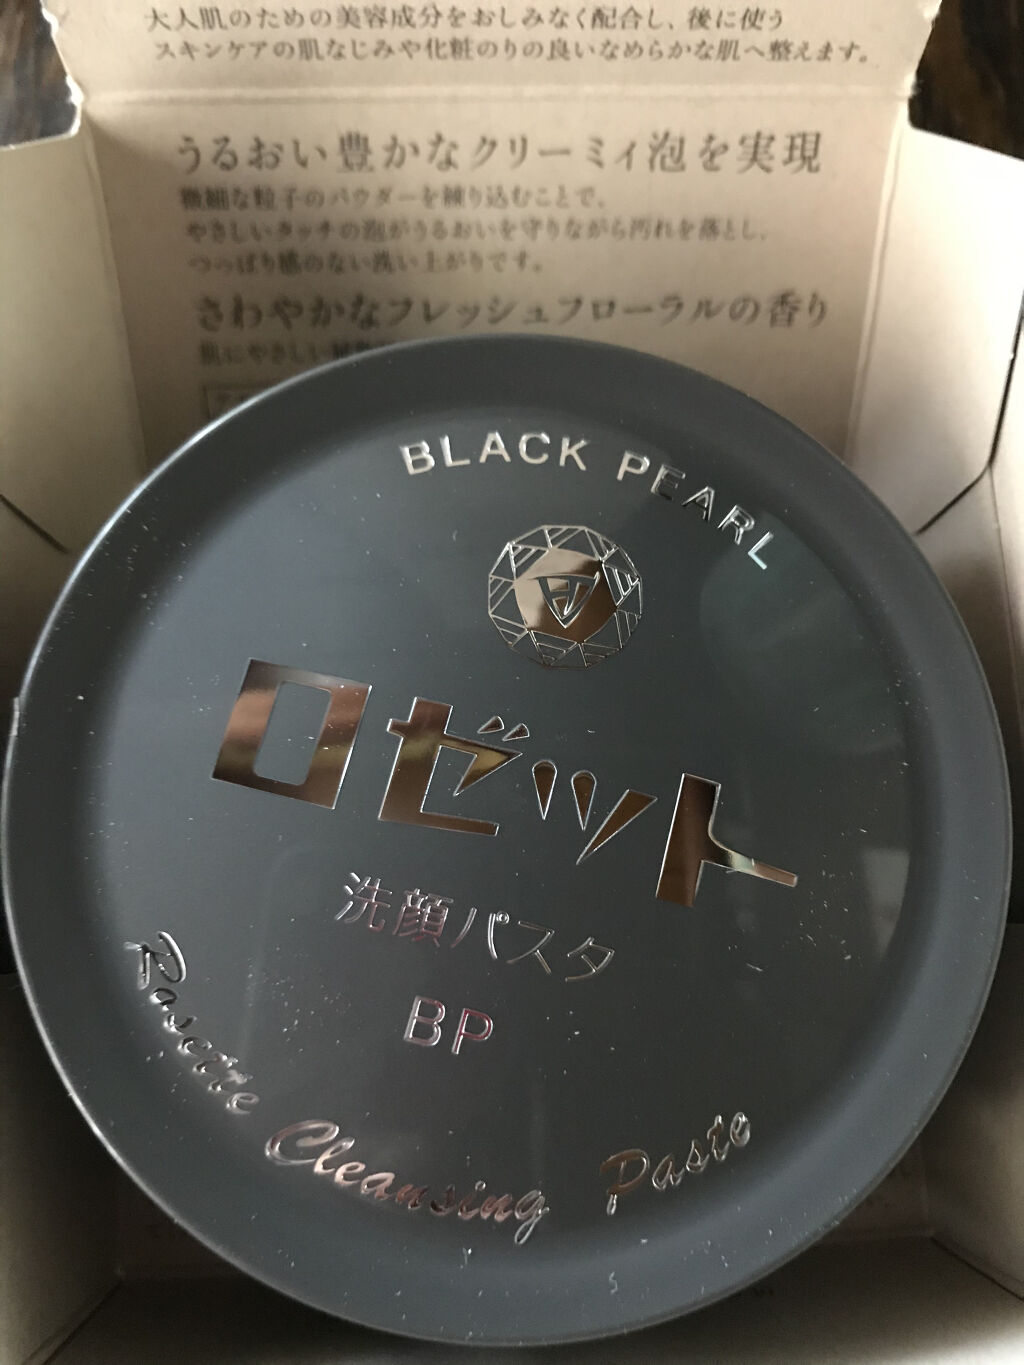 大人肌のための美容成分をおしみなく配合し、後に使う
スキンケアの肌なじみや化粧のりの良いなめらかな肌へ整えます。
うるおい豊かなクリーミィ泡を実現
微細な粒子のパウダーを練り込むことで、
やさしいタッチの泡がうるおいを守りながら汚れを落とし、
つっぱり感のない洗い上がりです。
さわやかなフレッシュフローラルの香り
肌にやさしい
BLACK PEARL
ロゼット
洗顔パスタ
BP
Rosette Cleansing Paste